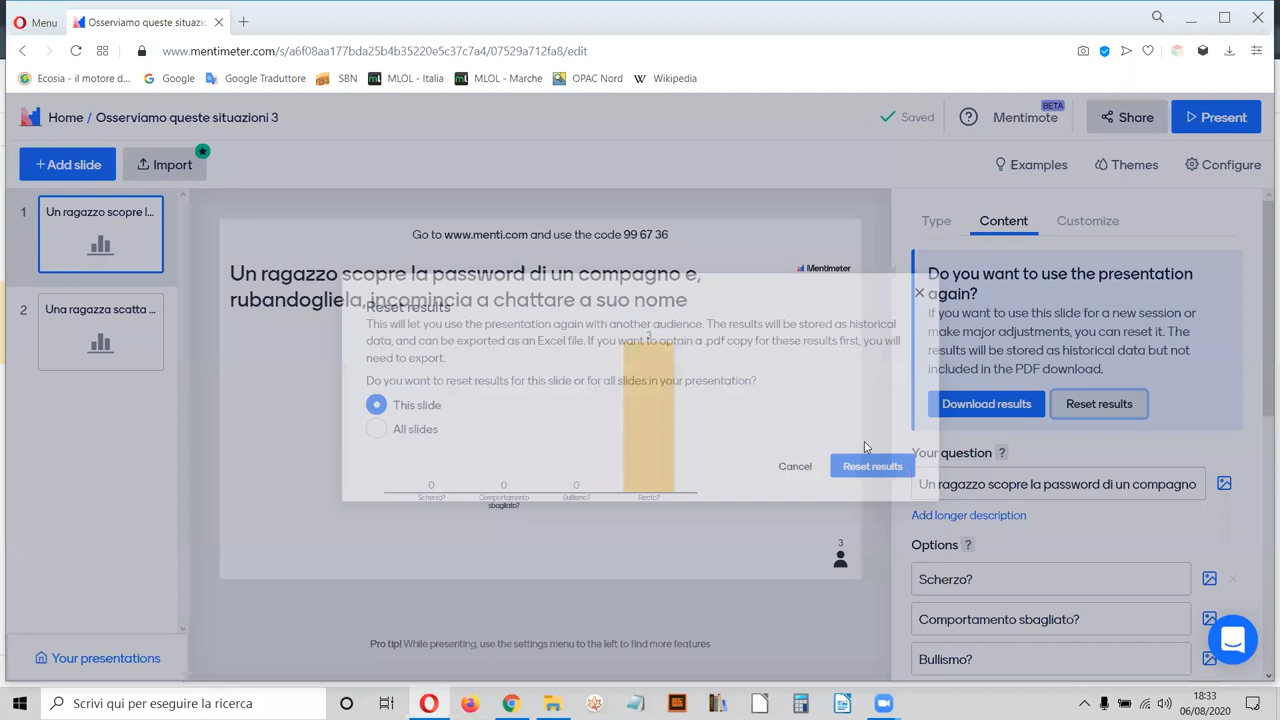 Menu
Osserviamo queste situazio
www.mentimeter.com/s/a6f08aa177bda25b4b35220e5c37c7a4/07529a712fa8/edit
Ecosia - il motore d...
Google
Google Traduttore
SBN
MLOL - Italia
MLOL - Marche
OPAC Nord
Wikipedia
Home / Osserviamo queste situazioni 3
Saved
Mentimote
BETA
Share
Present
+Add slide
Import
Examples
Themes
Configure
1
Un ragazzo scopre l...
2
Una ragazza scatta ...
Your presentations
Go to www.menti.com and use the code 99 67 36
Un ragazzo scopre la password di un compagno e,
rubandogliela, incomincia a chattare a suo nome
Mentimeter
Reset results
This will let you use the presentation again with another audience. The results will be stored as historical
data, and can be exported as an Excel file. If you want to optain a .pdf copy for these results first, you will
need to export.
Do you want to reset results for this slide or for all slides in your presentation?
This slide
All slides
Cancel
Reset results
3
0
0
0
Scherzo?
Comportamento
sbagliato?
Bullismo?
Reato?
3
Pro tip! While presenting, use the settings menu to the left to find more features
Type
Content
Customize
Do you want to use the presentation
again?
If you want to use this slide for a new session or
make major adjustments, you can reset it. The
results will be stored as historical data but not
included in the PDF download.
Download results
Reset results
Your question ?
Un ragazzo scopre la password di un compagno
Add longer description
Options ?
Scherzo?
Comportamento sbagliato?
Bullismo?
Scrivi qui per eseguire la ricerca
18:33
06/08/2020